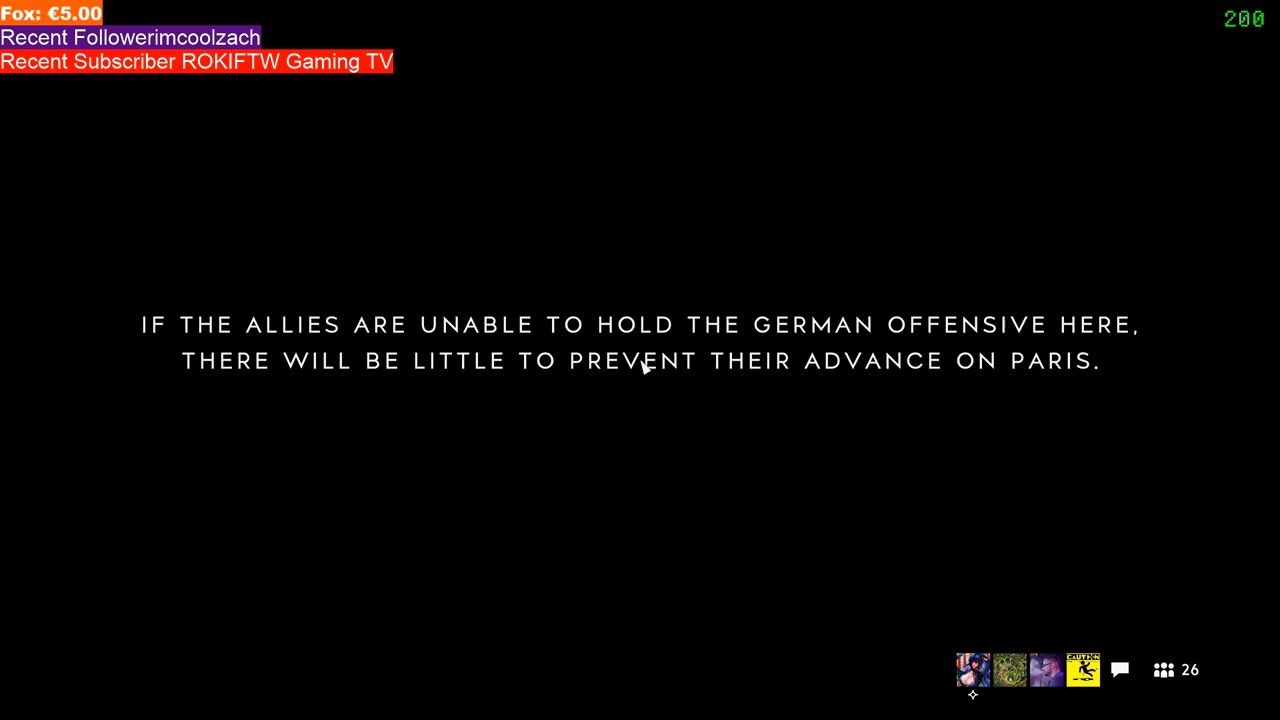 Fox: €5.00
200
Recent Followerimcoolzach
Recent Subscriber ROKIFTW Gaming TV
IF THE ALLIES ARE UNABLE TO HOLD THE GERMAN OFFENSIVE HERE,
THERE WILL BE LITTLE TO PREVENT THEIR ADVANCE ON PARIS.
CAUTION
26